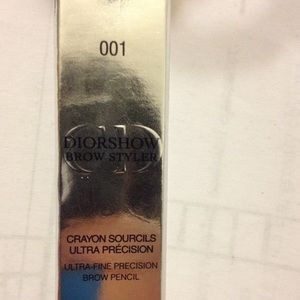 001
DIORSHOW
BROW STYLER
CRAYON SOURCILS
ULTRA PRÉCISION
ULTRA-FINE PRECISION
BROW PENCIL